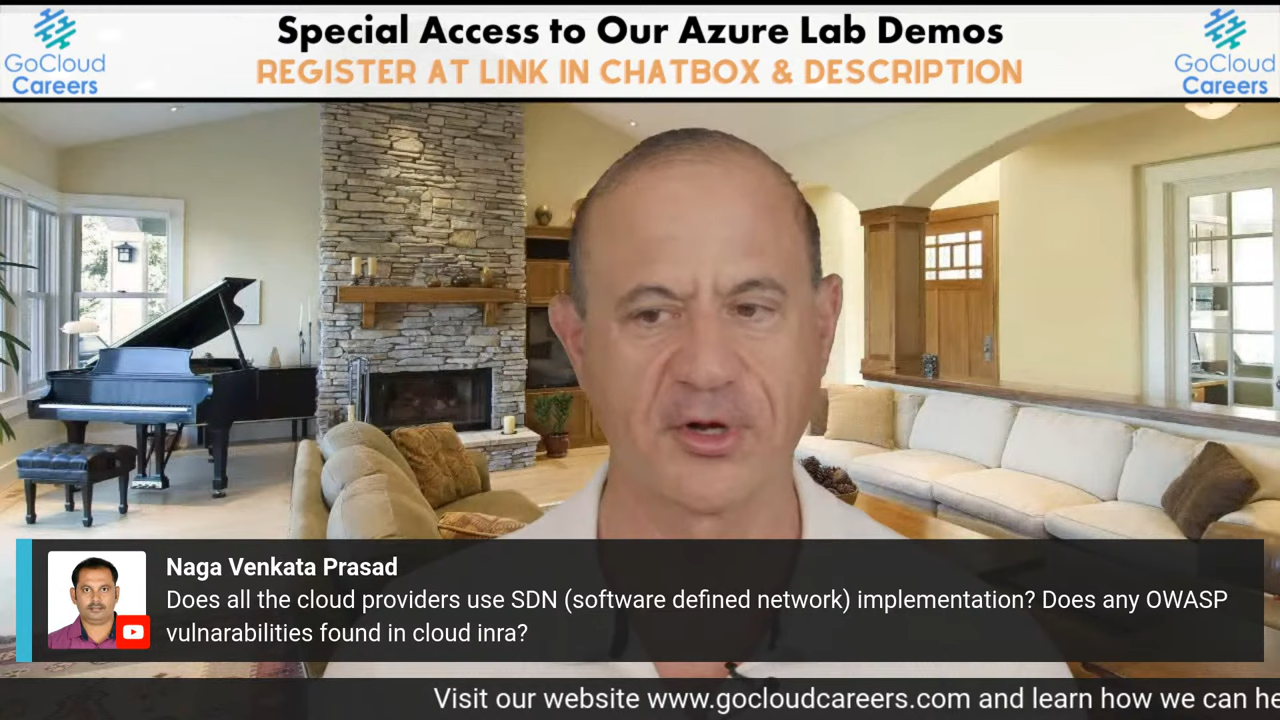 Special Access to Our Azure Lab Demos
REGISTER AT LINK IN CHATBOX & DESCRIPTION
GoCloud
Careers
GoCloud
Careers
Naga Venkata Prasad
Does all the cloud providers use SDN (software defined network) implementation? Does any OWASP
vulnarabilities found in cloud inra?
Visit our website www.gocloudcareers.com and learn how we can he